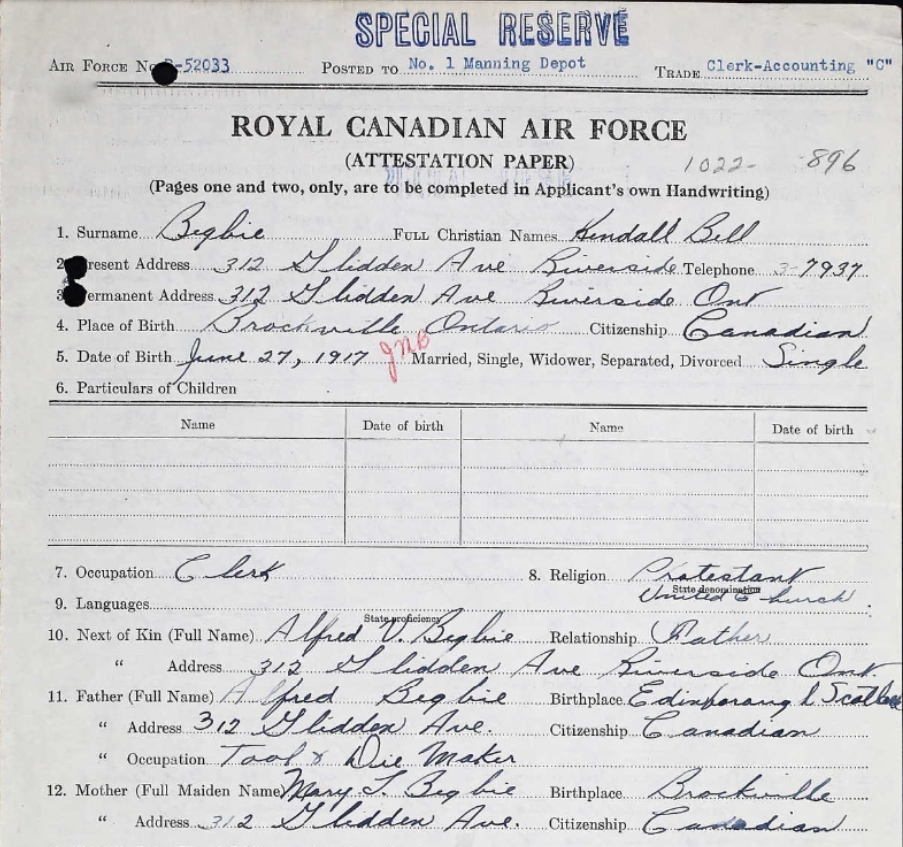 SPECIAL RESERVE
AIR FORCE No. -52033 POSTED TO No. 1 Manning Depot TRADE Clerk-Accounting "C"
ROYAL CANADIAN AIR FORCE
(ATTESTATION PAPER) 1022- -896
(Pages one and two, only, are to be completed in Applicant's own Handwriting)
1. Surname Begbie FULL Christian Names Kendall Bell
2. resent Address 312 Glidden Ave Riverside Telephone 3-7937
3 ermanent Address 312 Glidden Ave Riverside Ont
4. Place of Birth Brockville Ontario Citizenship Canadian
5. Date of Birth June 27, 1917 Married, Single, Widower, Separated, Divorced Single
6. Particulars of Children
Name Date of birth Name Date of birth
7. Occupation Clerk 8. Religion Protestant
State denomination
United Church
9. Languages
State proficiency
10. Next of Kin (Full Name) Alfred V. Begbie Relationship Father
" Address 312 Glidden Ave Riverside Ont.
11. Father (Full Name) Alfred Begbie Birthplace Scotland
" Address 312 Glidden Ave. Citizenship Canadian
" Occupation Tool & Die Maker
12. Mother (Full Maiden Name) Mary Begbie Birthplace Brockville
" Address 312 Glidden Ave. Citizenship Canadian